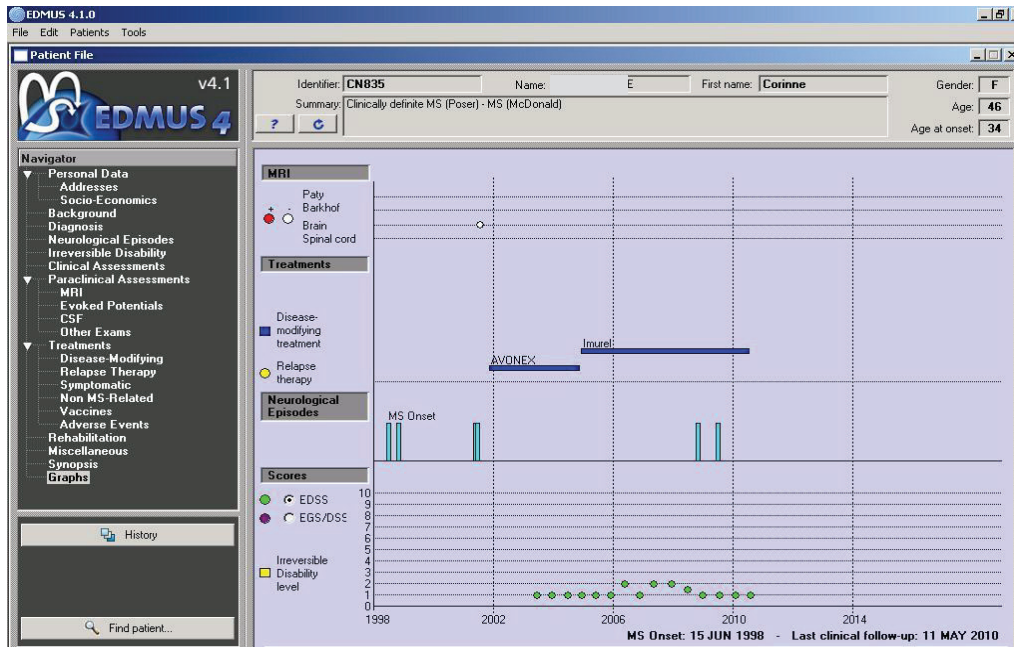 EDMUS 4.1.0
File Edit Patients Tools
Patient File
v4.1
EDMUS 4
Identifier: CN835 Name: E First name: Corinne Gender: F
Summary: Clinically definite MS (Poser) - MS (McDonald) Age: 46
? Age at onset: 34
Navigator
Personal Data
Addresses
Socio-Economics
Background
Diagnosis
Neurological Episodes
Irreversible Disability
Clinical Assessments
Paraclinical Assessments
MRI
Evoked Potentials
CSF
Other Exams
Treatments
Disease-Modifying
Relapse Therapy
Symptomatic
Non MS-Related
Vaccines
Adverse Events
Rehabilitation
Miscellaneous
Synopsis
Graphs
History
Find patient...
MRI
Paty
+ - Barkhof
Brain
Spinal cord
Treatments
Disease-
modifying
treatment
Imurel
AVONEX
Relapse
therapy
Neurological
Episodes
MS Onset
Scores
EDSS
EGS/DSS
Irreversible
Disability
level
10
9
8
7
6
5
4
3
2
1
0
1998 2002 2006 2010 2014
MS Onset: 15 JUN 1998 - Last clinical follow-up: 11 MAY 2010